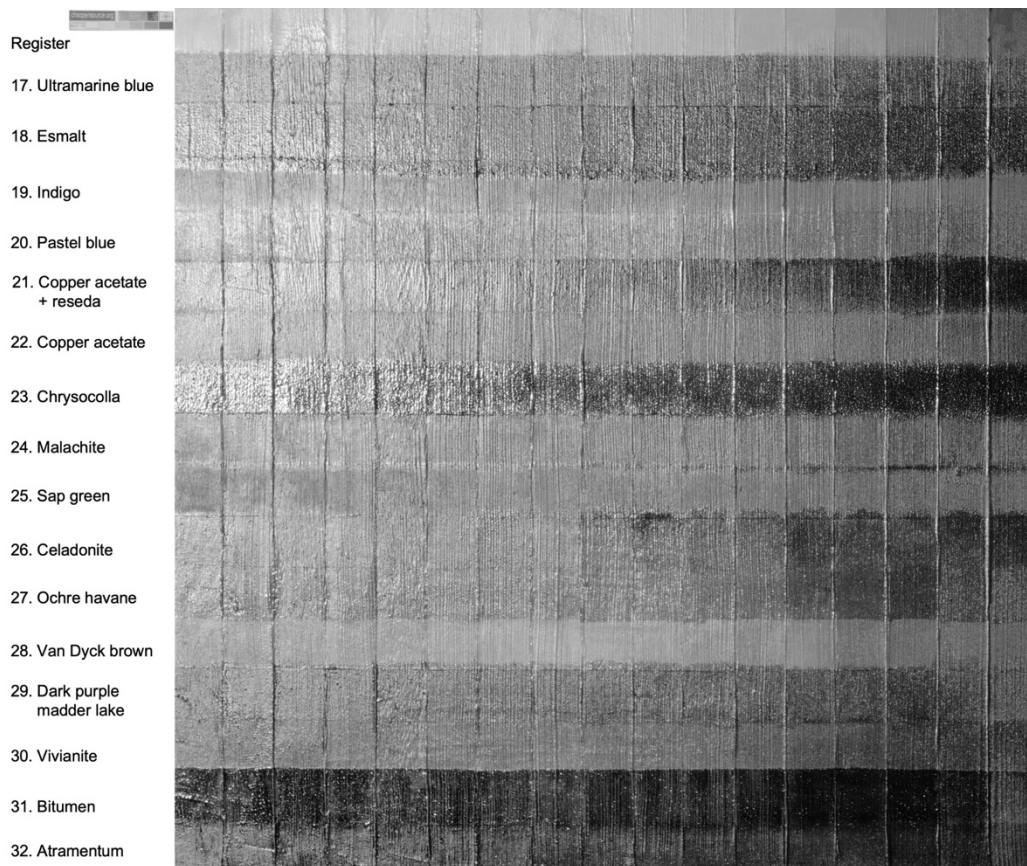 chsopensource.org
Register
17. Ultramarine blue
18. Esmalt
19. Indigo
20. Pastel blue
21. Copper acetate
+ reseda
22. Copper acetate
23. Chrysocolla
24. Malachite
25. Sap green
26. Celadonite
27. Ochre havane
28. Van Dyck brown
29. Dark purple
madder lake
30. Vivianite
31. Bitumen
32. Atramentum